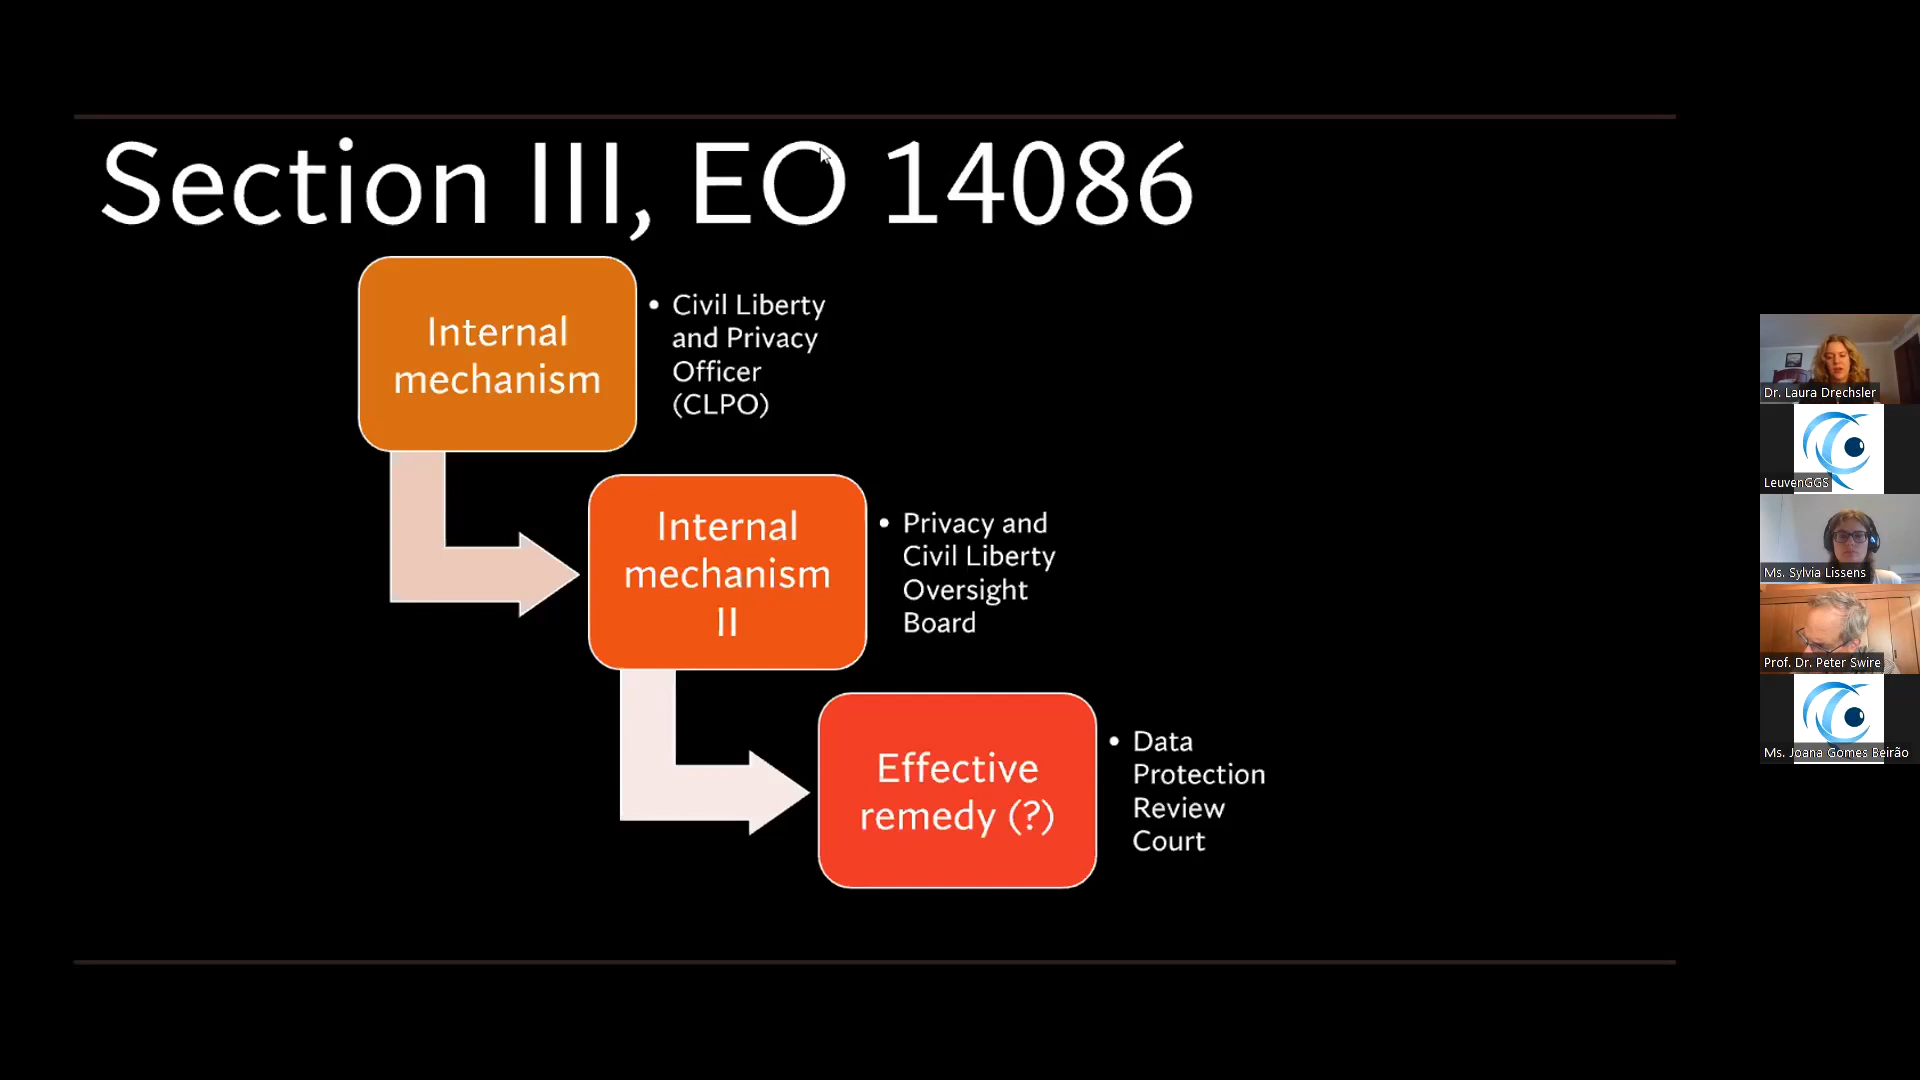 Section III, EO 14086
Internal
mechanism
• Civil Liberty
and Privacy
Officer
(CLPO)
Internal
mechanism
II
• Privacy and
Civil Liberty
Oversight
Board
Effective
remedy (?)
• Data
Protection
Review
Court
Dr. Laura Drechsler
LeuvenGGS
Ms. Sylvia Lissens
Prof. Dr. Peter Swire
Ms. Joana Gomes Beirão